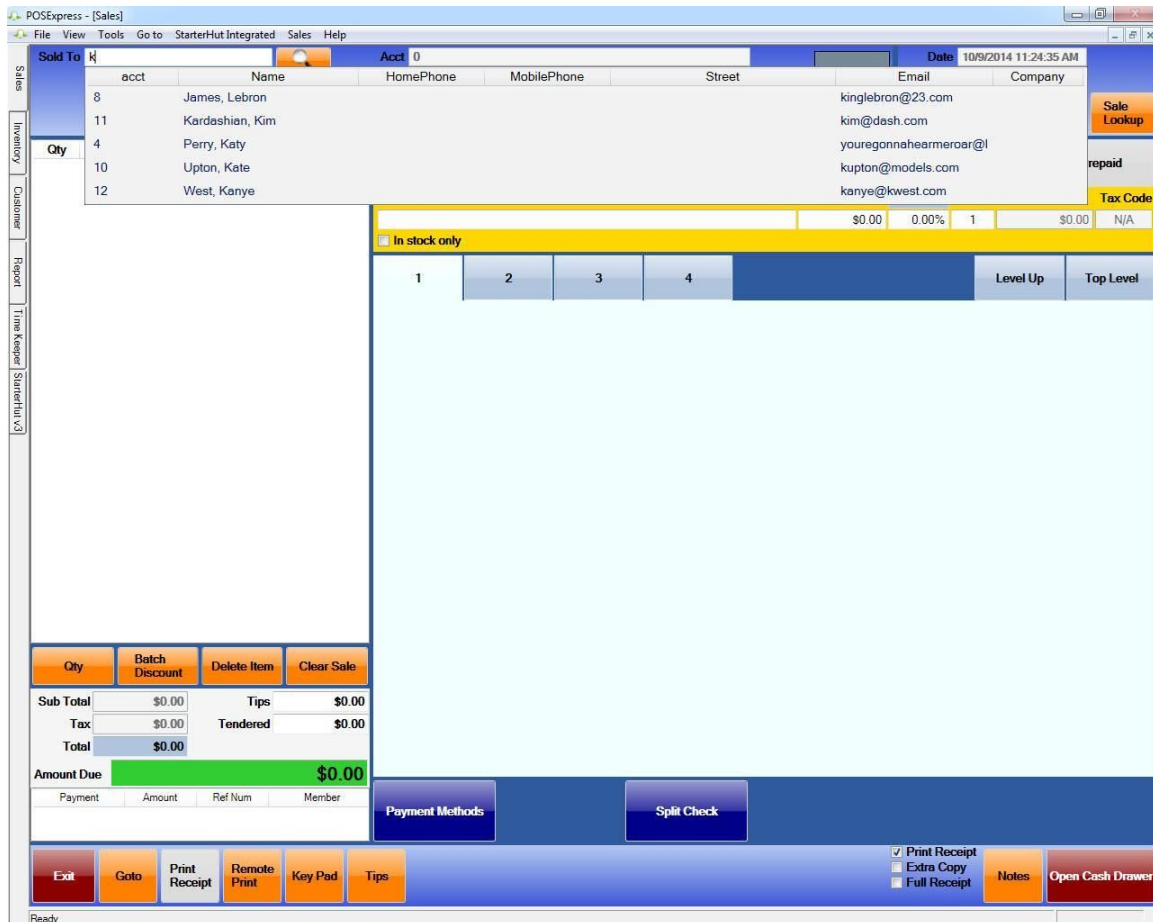 POSExpress - [Sales]
File View Tools Go to StarterHut Integrated Sales Help
Sold To k Acct 0 Date 10/9/2014 11:24:35 AM
acct Name HomePhone MobilePhone Street Email Company
8 James, Lebron kinglebron@23.com
11 Kardashian, Kim kim@dash.com
4 Perry, Katy youregonnahearmeroar@l
10 Upton, Kate kupton@models.com
12 West, Kanye kanye@kwest.com
Sale
Lookup
Qty
repaid
Tax Code
$0.00 0.00% 1 $0.00 N/A
In stock only
1 2 3 4 Level Up Top Level
Sales
Inventory
Customer
Report
Time Keeper
StarterHut v3
Qty Batch Discount Delete Item Clear Sale
Sub Total $0.00 Tips $0.00
Tax $0.00 Tendered $0.00
Total $0.00
Amount Due $0.00
Payment Amount Ref Num Member
Payment Methods Split Check
Exit Goto Print Receipt Remote Print Key Pad Tips
Print Receipt
Extra Copy
Full Receipt
Notes Open Cash Drawer
Ready